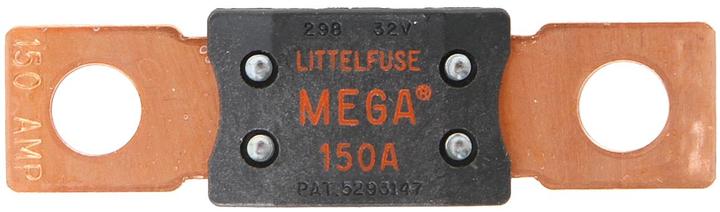 150 AMP
298 32V
LITTELFUSE
MEGA®
150A
PAT.5293147